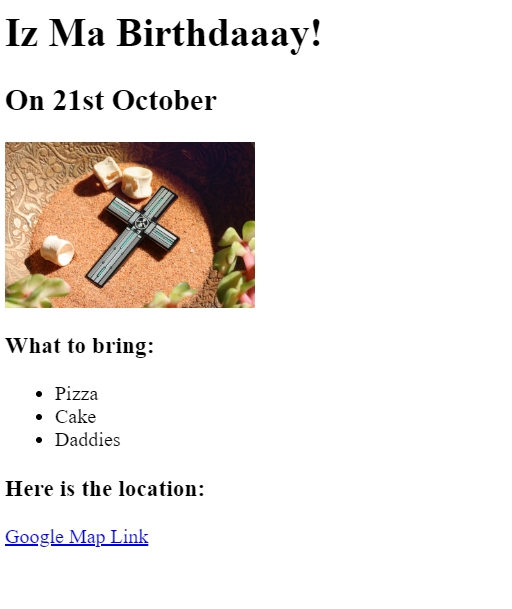 Iz Ma Birthdaaay!
On 21st October
What to bring:
Pizza
Cake
Daddies
Here is the location:
Google Map Link